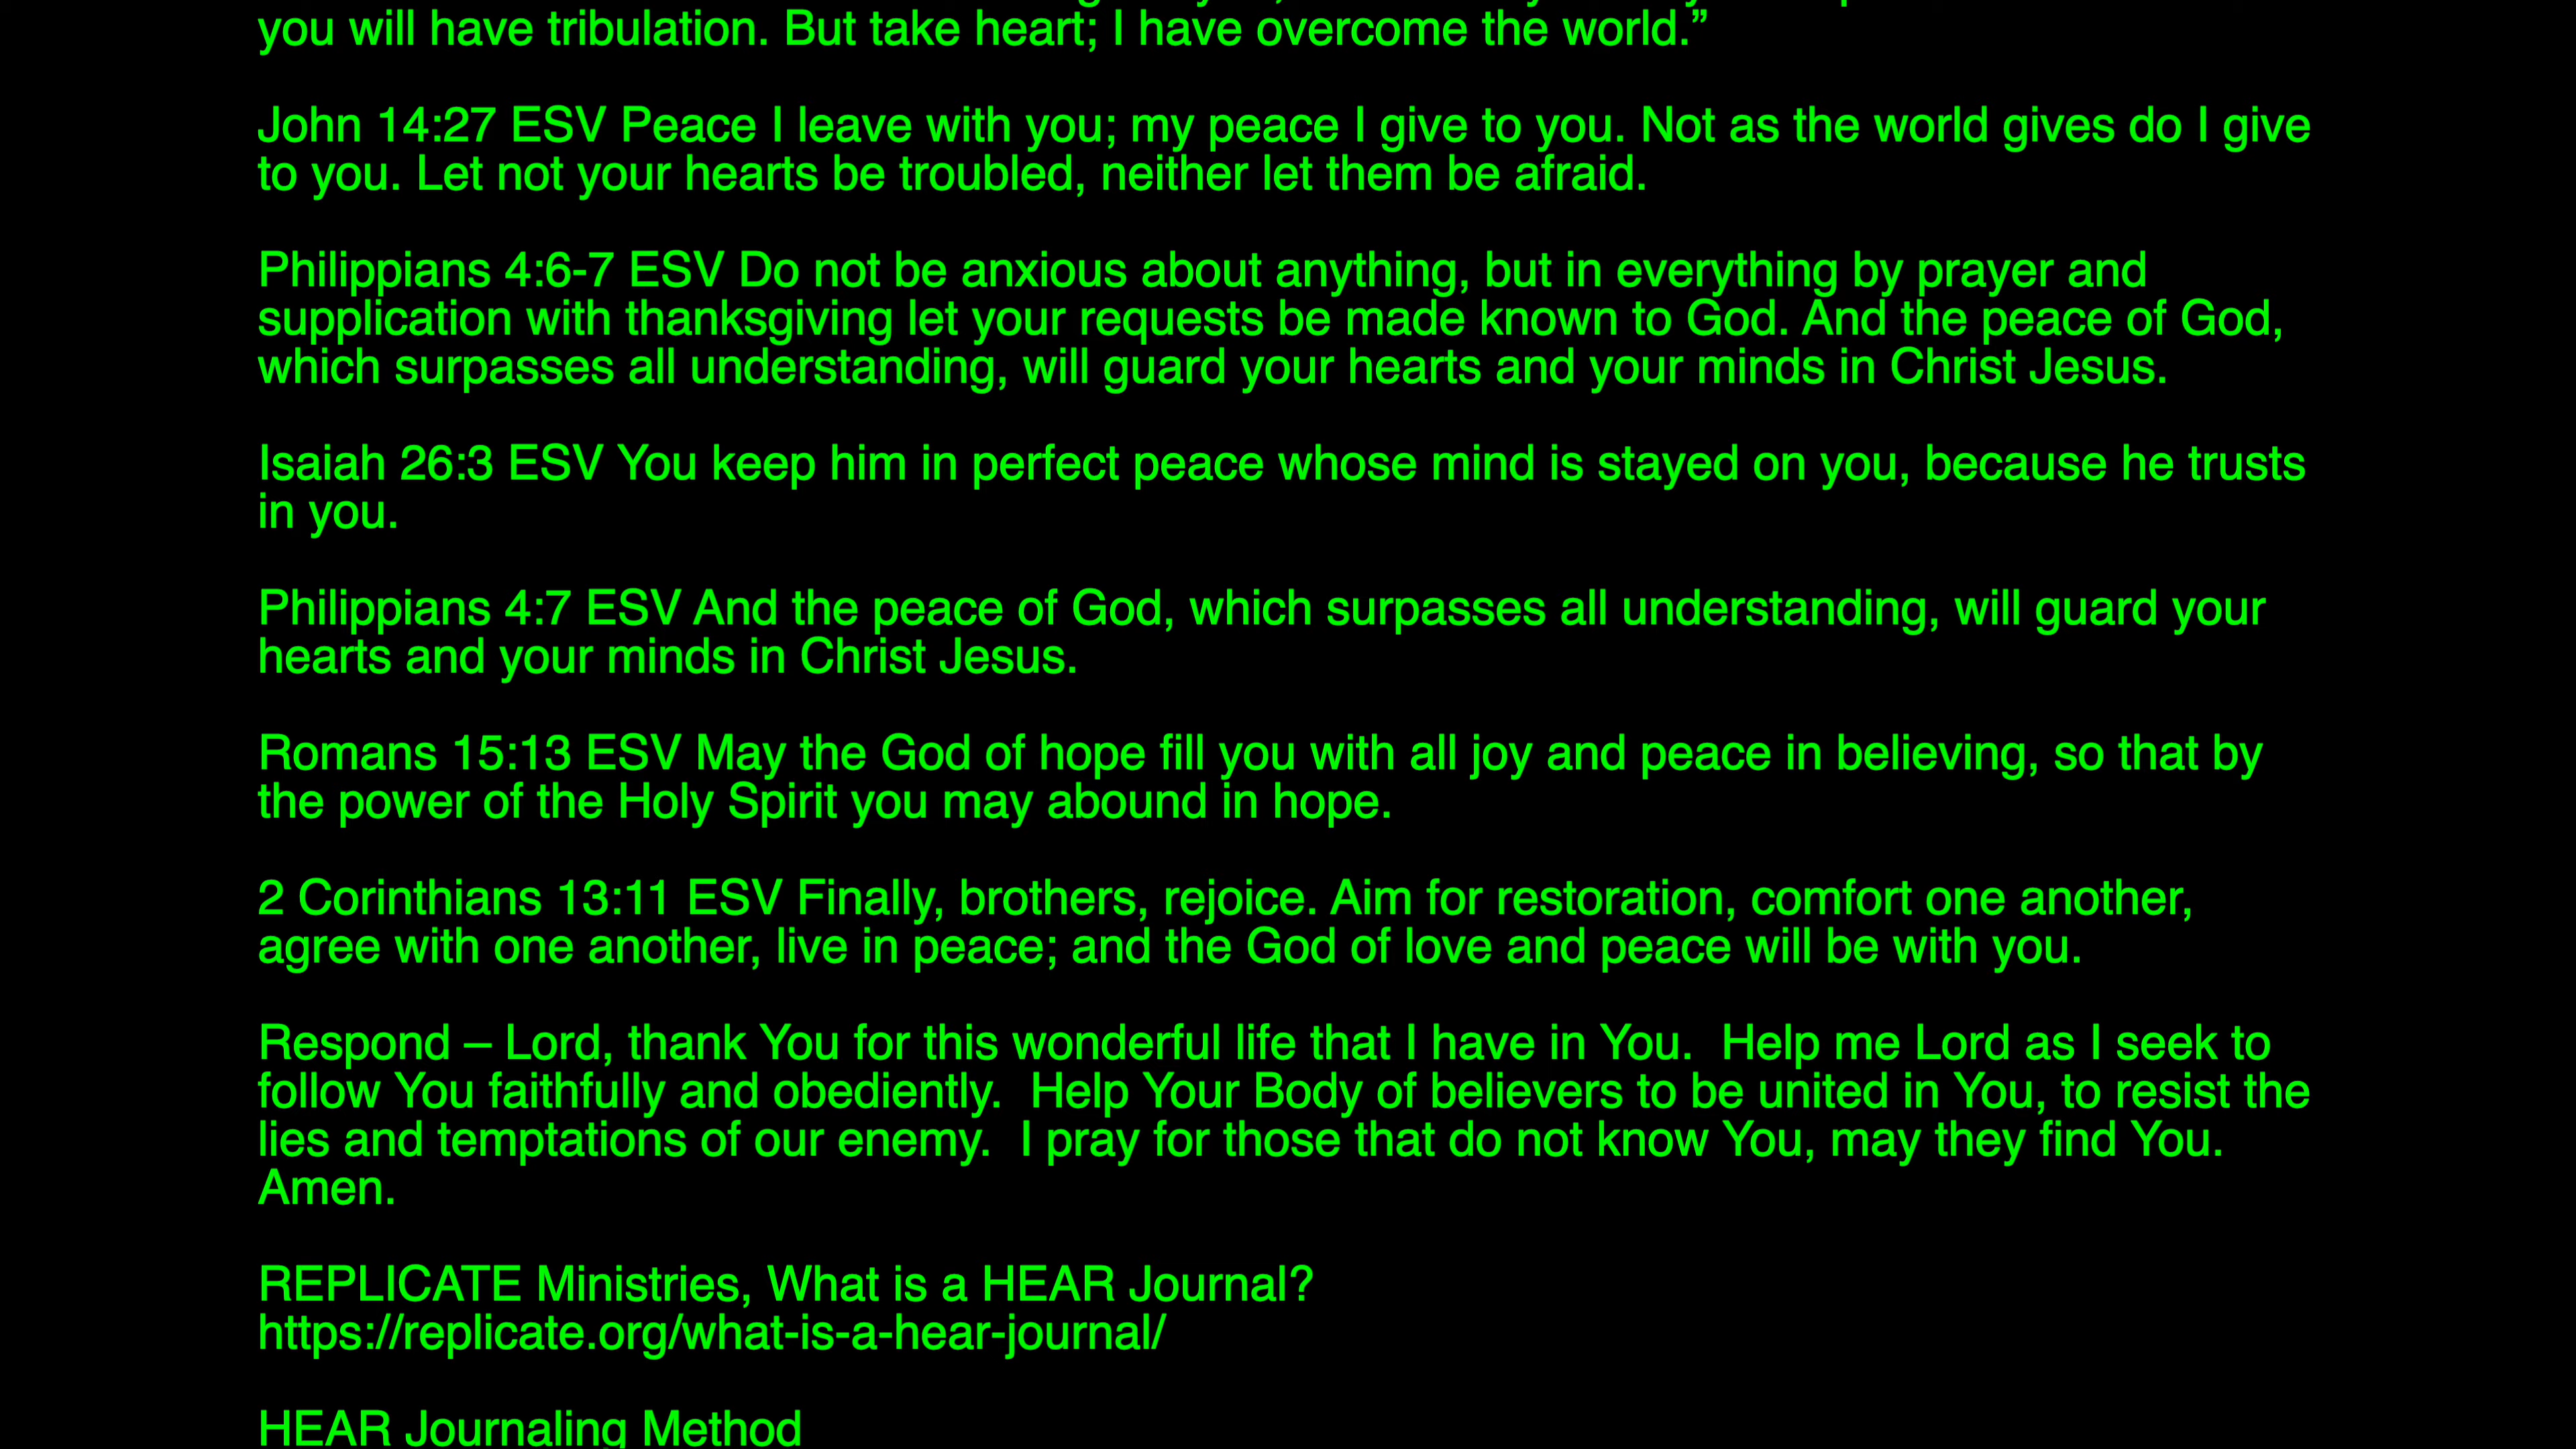 you will have tribulation. But take heart; I have overcome the world.”
John 14:27 ESV Peace I leave with you; my peace I give to you. Not as the world gives do I give
to you. Let not your hearts be troubled, neither let them be afraid.
Philippians 4:6-7 ESV Do not be anxious about anything, but in everything by prayer and
supplication with thanksgiving let your requests be made known to God. And the peace of God,
which surpasses all understanding, will guard your hearts and your minds in Christ Jesus.
Isaiah 26:3 ESV You keep him in perfect peace whose mind is stayed on you, because he trusts
in you.
Philippians 4:7 ESV And the peace of God, which surpasses all understanding, will guard your
hearts and your minds in Christ Jesus.
Romans 15:13 ESV May the God of hope fill you with all joy and peace in believing, so that by
the power of the Holy Spirit you may abound in hope.
2 Corinthians 13:11 ESV Finally, brothers, rejoice. Aim for restoration, comfort one another,
agree with one another, live in peace; and the God of love and peace will be with you.
Respond – Lord, thank You for this wonderful life that I have in You.  Help me Lord as I seek to
follow You faithfully and obediently.  Help Your Body of believers to be united in You, to resist the
lies and temptations of our enemy.  I pray for those that do not know You, may they find You.
Amen.
REPLICATE Ministries, What is a HEAR Journal?
https://replicate.org/what-is-a-hear-journal/
HEAR Journaling Method